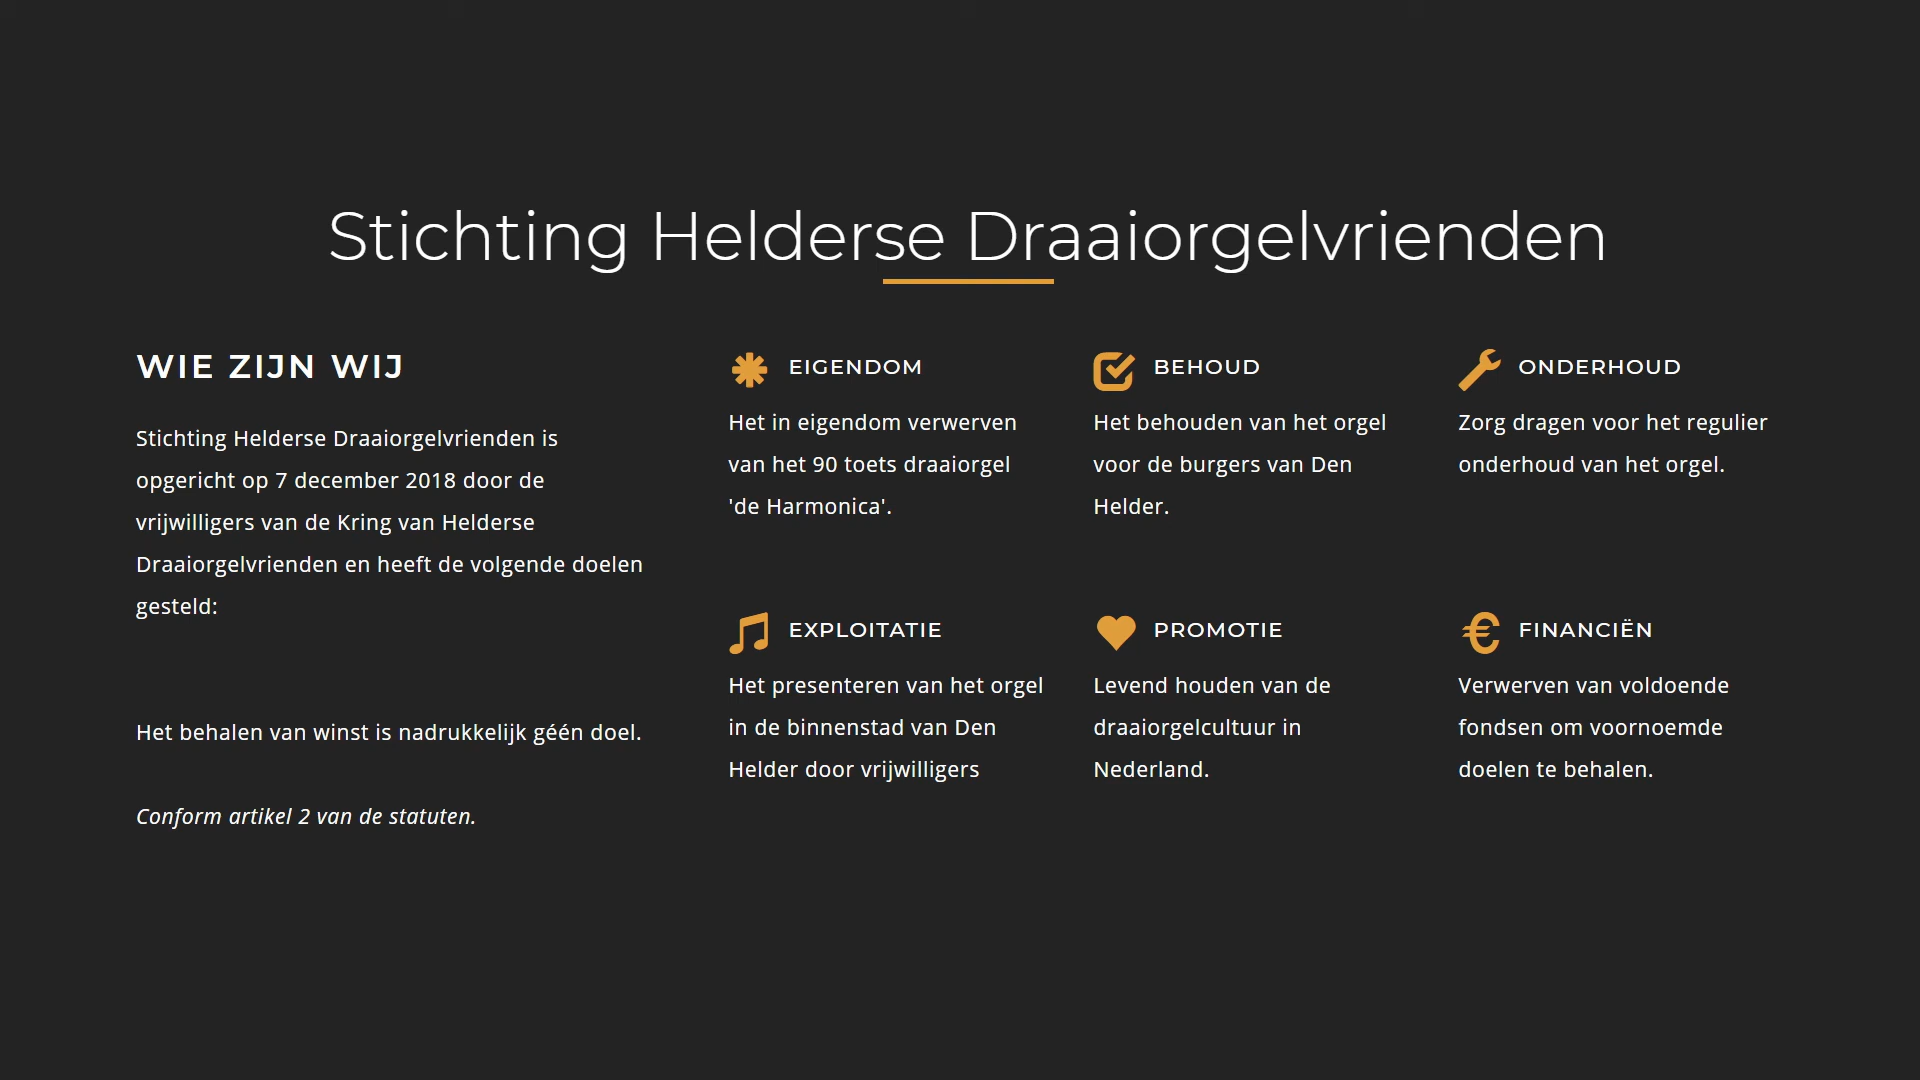 Stichting Helderse Draaiorgelvrienden
WIE ZIJN WIJ
Stichting Helderse Draaiorgelvrienden is
opgericht op 7 december 2018 door de
vrijwilligers van de Kring van Helderse
Draaiorgelvrienden en heeft de volgende doelen
gesteld:
Het behalen van winst is nadrukkelijk géén doel.
Conform artikel 2 van de statuten.
EIGENDOM
Het in eigendom verwerven
van het 90 toets draaiorgel
'de Harmonica'.
BEHOUD
Het behouden van het orgel
voor de burgers van Den
Helder.
ONDERHOUD
Zorg dragen voor het regulier
onderhoud van het orgel.
EXPLOITATIE
Het presenteren van het orgel
in de binnenstad van Den
Helder door vrijwilligers
PROMOTIE
Levend houden van de
draaiorgelcultuur in
Nederland.
FINANCIËN
Verwerven van voldoende
fondsen om voornoemde
doelen te behalen.